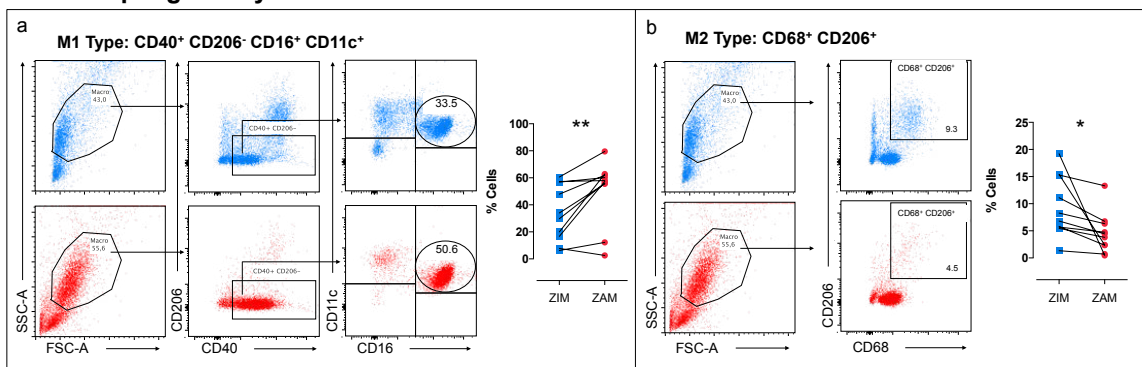 a
M1 Type: CD40+ CD206- CD16+ CD11c+
Macro
43,0
CD40+ CD206-
33.5
Macro
55,6
CD40+ CD206-
50.6
SSC-A
FSC-A
CD206
CD40
CD11c
CD16
**
% Cells
100
80
60
40
20
0
ZIM
ZAM
b
M2 Type: CD68+ CD206+
Macro
43,0
CD68+ CD206+
9.3
Macro
55,6
CD68+ CD206+
4.5
SSC-A
FSC-A
CD206
CD68
*
% Cells
25
20
15
10
5
0
ZIM
ZAM